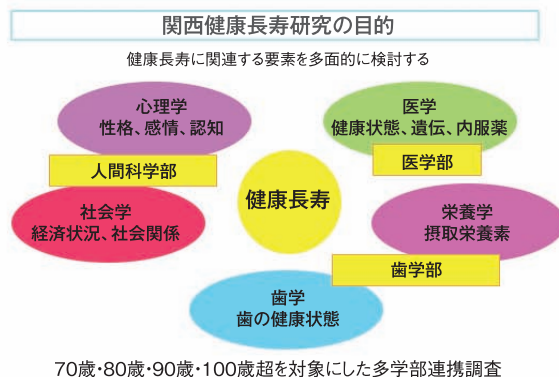 関西健康長寿研究の目的
健康長寿に関連する要素を多面的に検討する
心理学
性格、感情、認知
医学
健康状態、遺伝、内服薬
人間科学部
医学部
健康長寿
社会学
経済状況、社会関係
栄養学
摂取栄養素
歯学部
歯学
歯の健康状態
70歳・80歳・90歳・100歳超を対象にした多学部連携調査